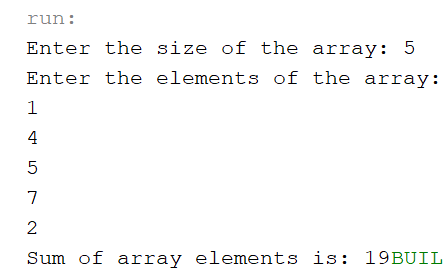 run:
Enter the size of the array: 5
Enter the elements of the array:
1
4
5
7
2
Sum of array elements is: 19BUIL